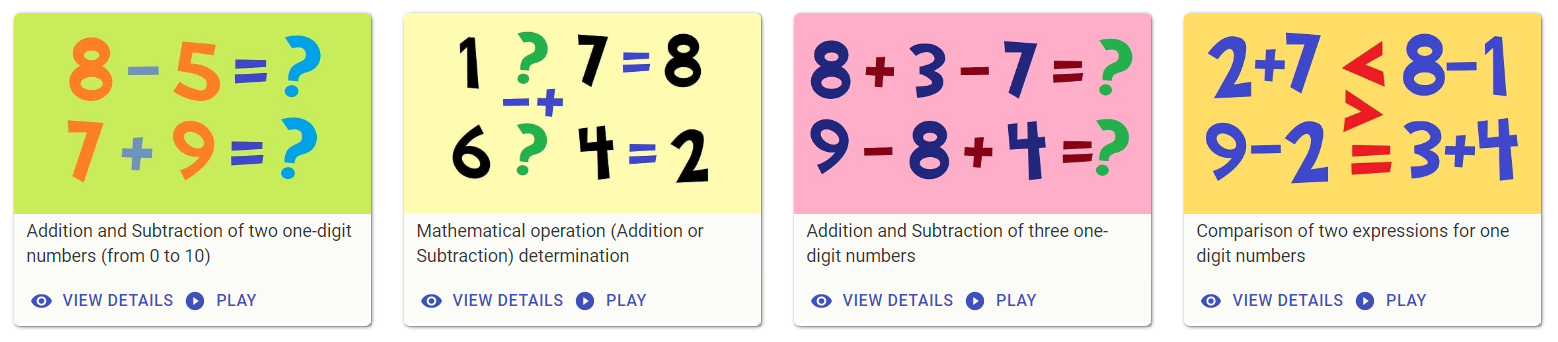 8 - 5 = ?
7 + 9 = ?
Addition and Subtraction of two one-digit
numbers (from 0 to 10)
VIEW DETAILS PLAY
1 ? 7 = 8
- +
6 ? 4 = 2
Mathematical operation (Addition or
Subtraction) determination
VIEW DETAILS PLAY
8 + 3 - 7 = ?
9 - 8 + 4 = ?
Addition and Subtraction of three one-
digit numbers
VIEW DETAILS PLAY
2+7 < 8-1
>
9-2 = 3+4
Comparison of two expressions for one
digit numbers
VIEW DETAILS PLAY